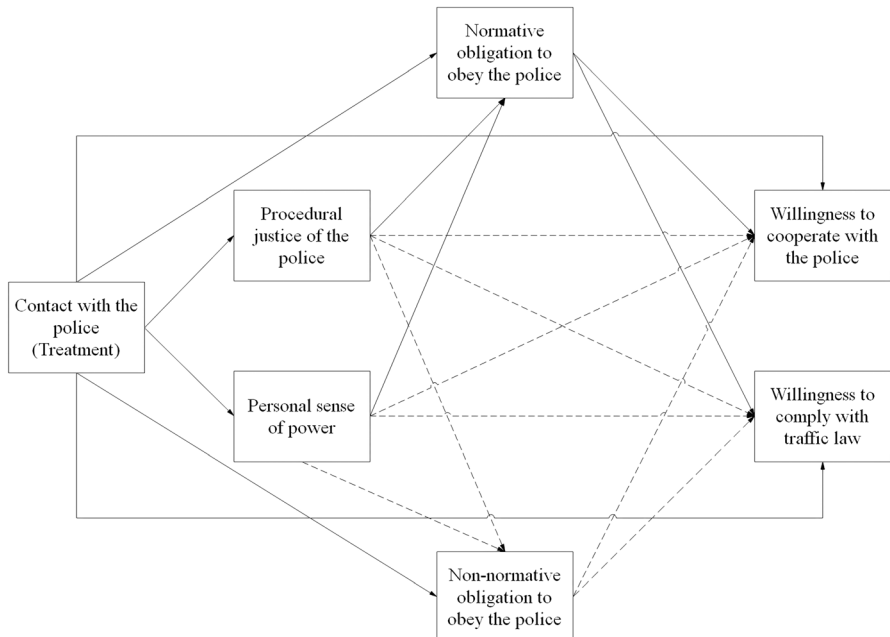 Normative
obligation to
obey the police
Procedural
justice of the
police
Willingness to
cooperate with
the police
Contact with the
police
(Treatment)
Personal sense
of power
Willingness to
comply with
traffic law
Non-normative
obligation to
obey the police